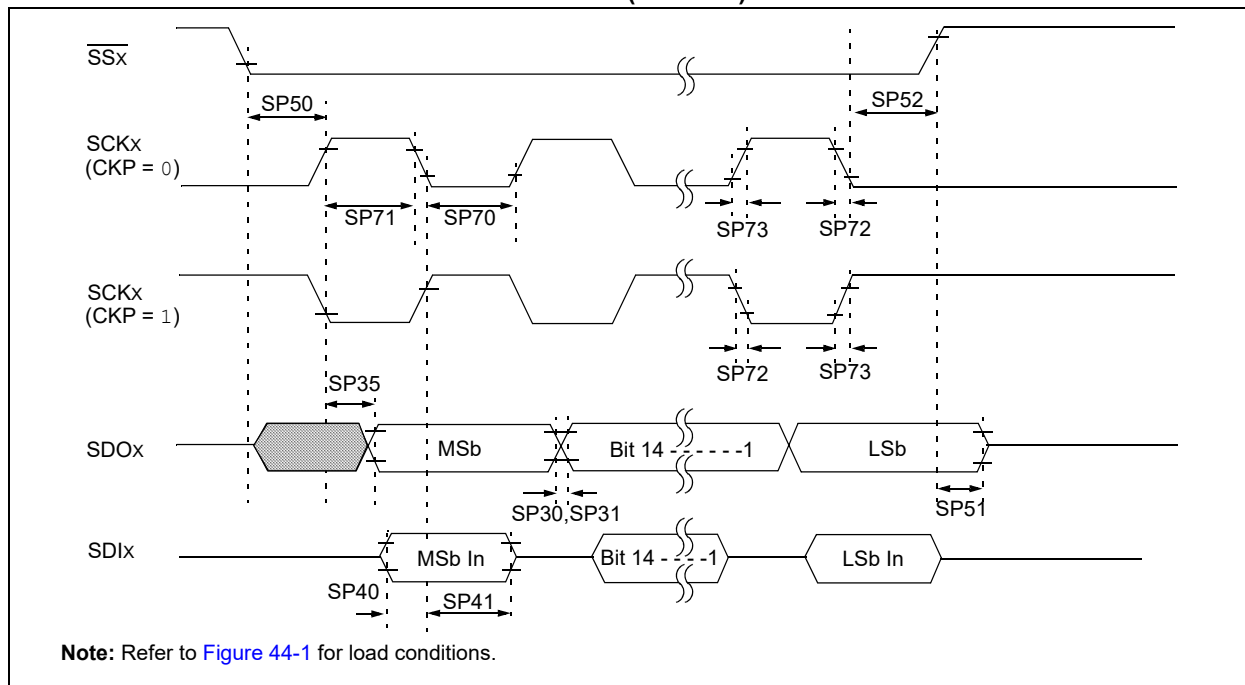 SSx
SP50
SP52
SCKx
(CKP = 0)
SP71
SP70
SP73
SP72
SCKx
(CKP = 1)
SP72
SP73
SP35
SDOx
MSb
Bit 14 - - - - - -1
LSb
SP30,SP31
SP51
SDIx
MSb In
Bit 14 - - - -1
LSb In
SP40
SP41
Note: Refer to Figure 44-1 for load conditions.